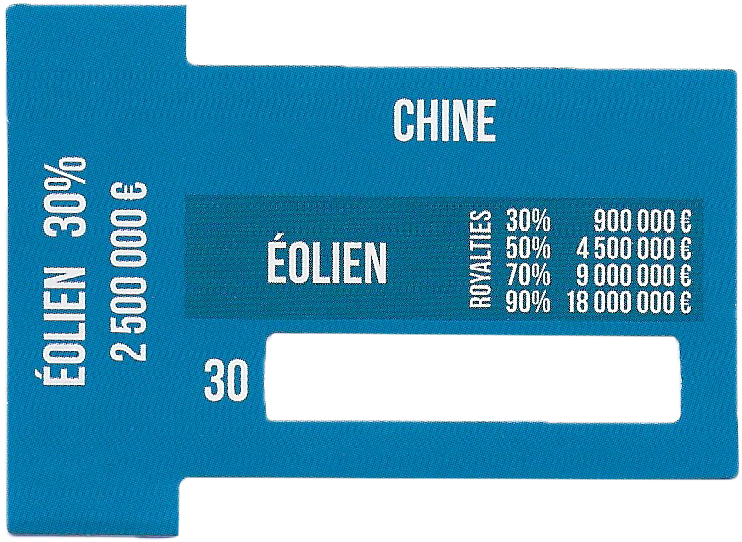 ÉOLIEN 30%
2 500 000 €
CHINE
ÉOLIEN
ROYALTIES
30% 900 000 €
50% 4 500 000 €
70% 9 000 000 €
90% 18 000 000 €
30